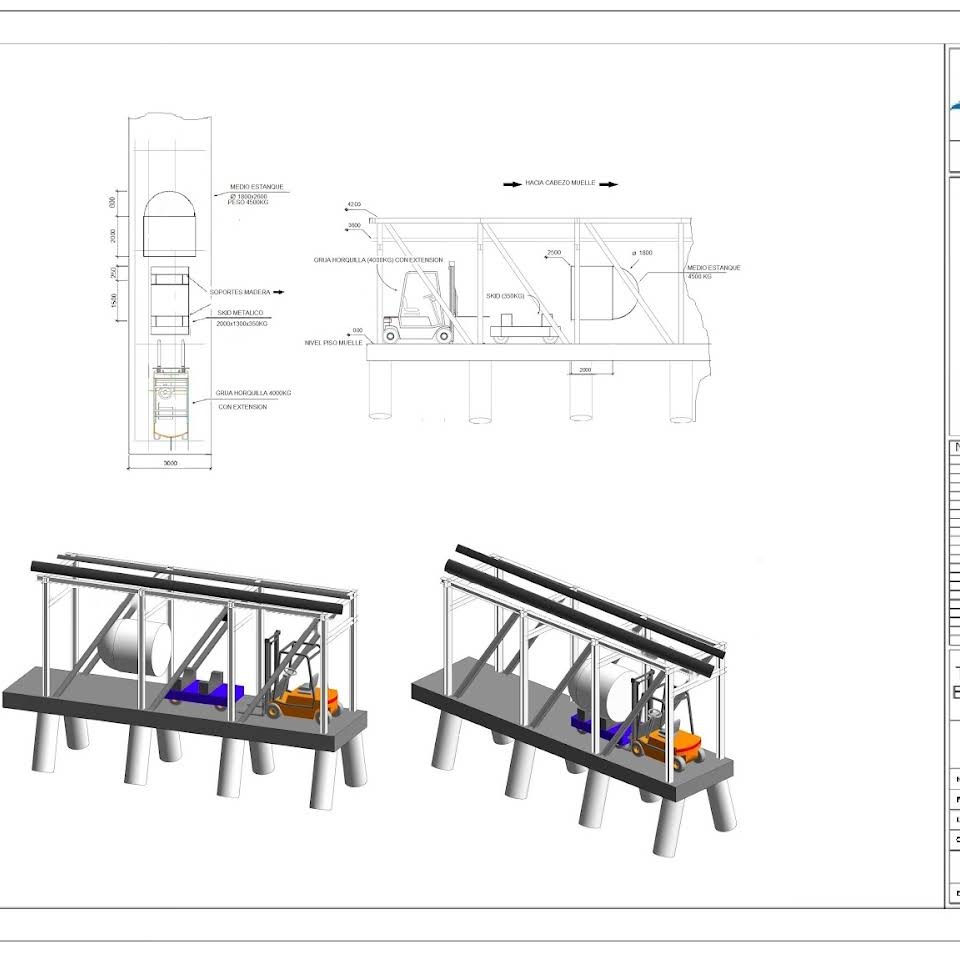 MEDIO ESTANQUE
Ø 1800x2000
PESO 4500KG
600
2000
250
1500
SOPORTES MADERA
SKID METALICO
2000x1300x350KG
GRUA HORQUILLA 4000KG
CON EXTENSION
HACIA CABEZO MUELLE
4200
3600
GRUA HORQUILLA (4000KG) CON EXTENSION
2500
ø 1800
MEDIO ESTANQUE
4500 KG
SKID (350KG)
000
NIVEL PISO MUELLE
2000